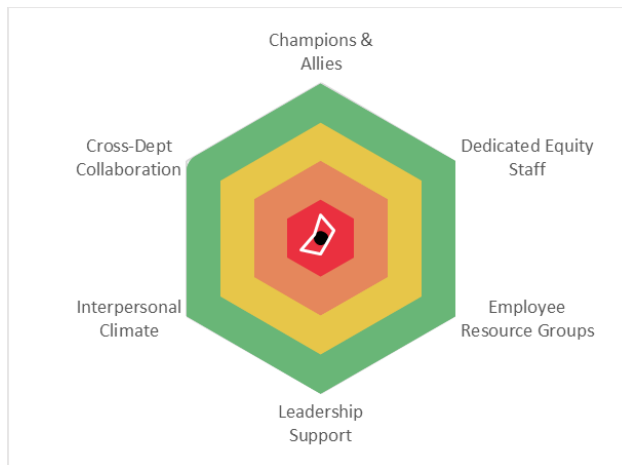 Champions &
Allies
Cross-Dept
Collaboration
Dedicated Equity
Staff
Interpersonal
Climate
Employee
Resource Groups
Leadership
Support